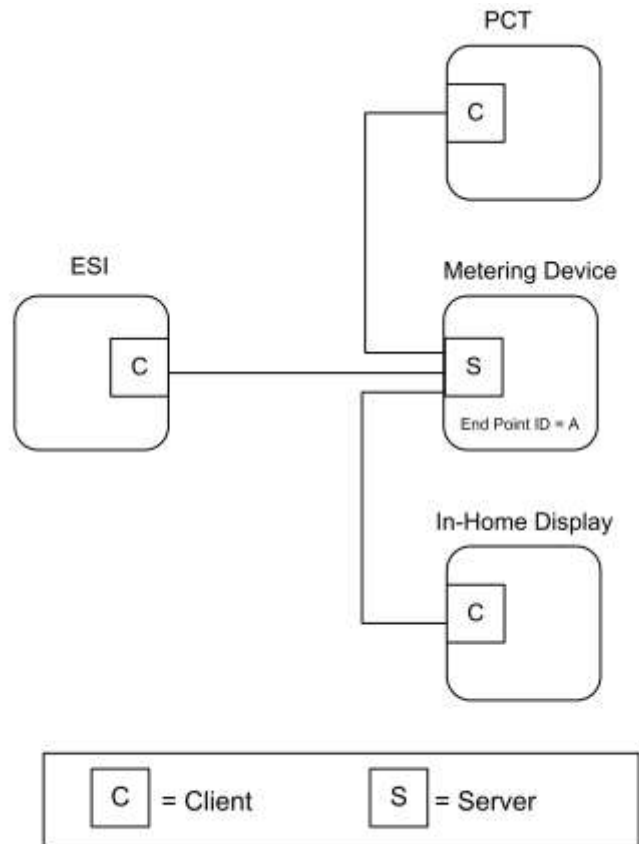 PCT
C
ESI
C
Metering Device
S
End Point ID = A
In-Home Display
C
C = Client
S = Server